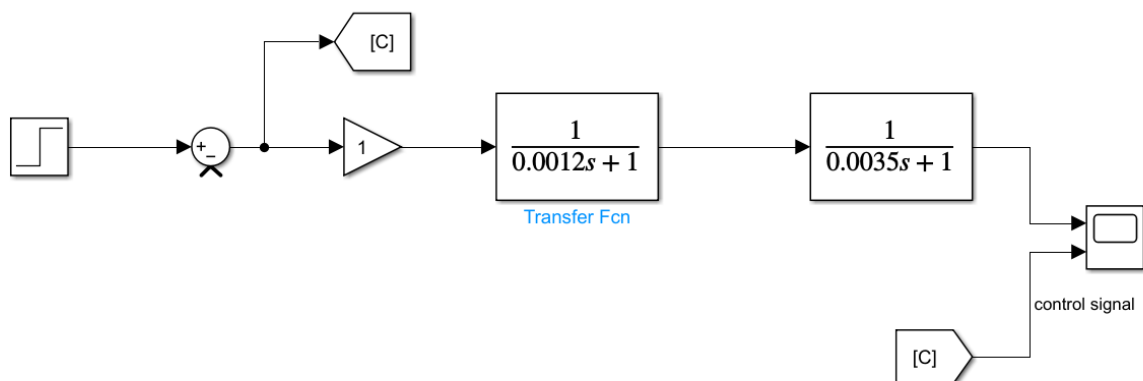 [C]
+
−
1
1
0.0012s + 1
1
0.0035s + 1
Transfer Fcn
control signal
[C]